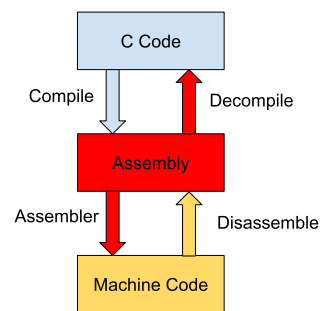 C Code
Compile
Decompile
Assembly
Assembler
Disassemble
Machine Code